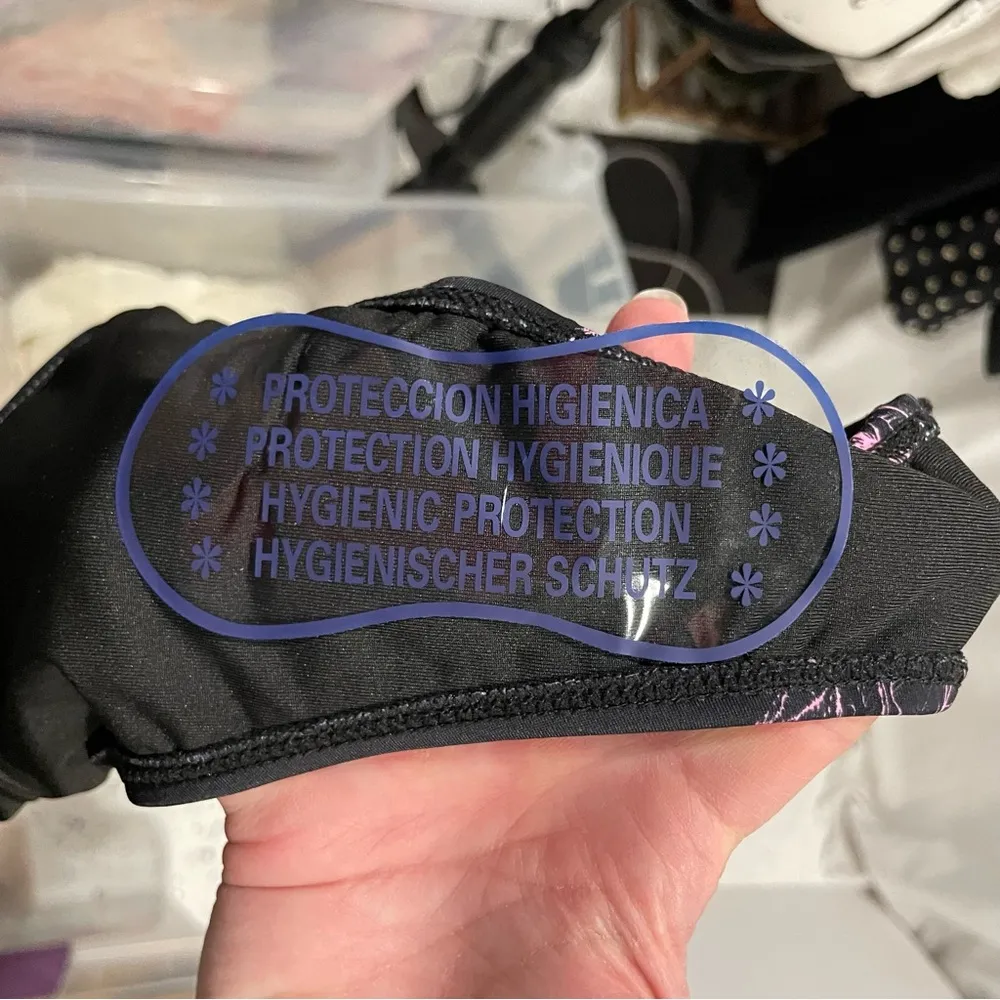 * PROTECCION HIGIENICA *
* PROTECTION HYGIENIQUE *
* HYGIENIC PROTECTION *
* HYGIENISCHER SCHUTZ *